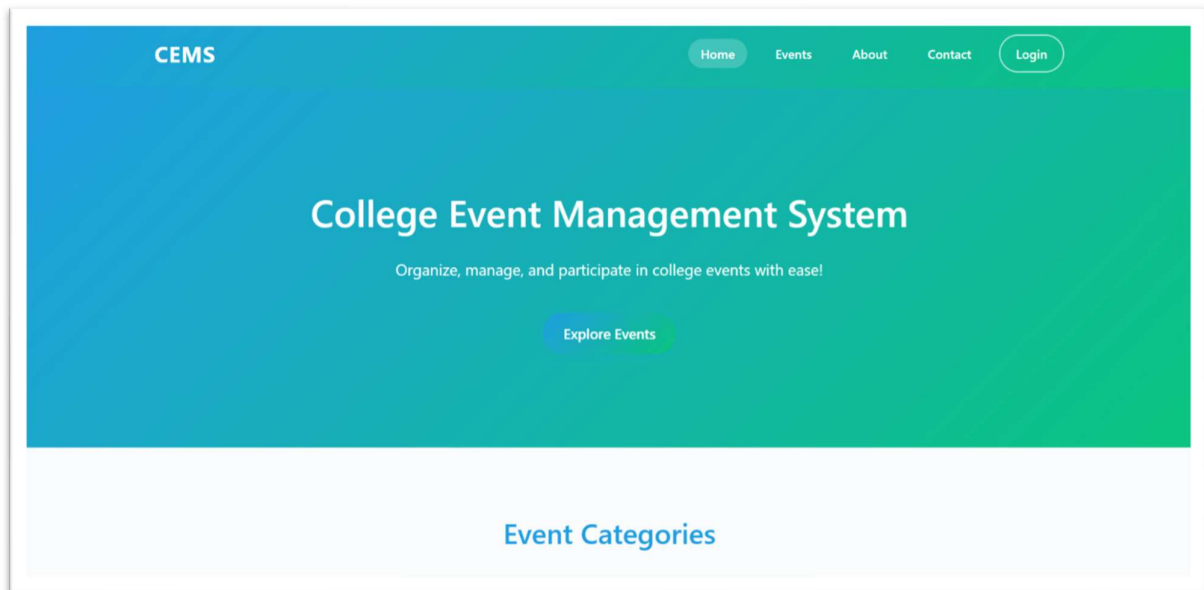 CEMS
Home Events About Contact Login
College Event Management System
Organize, manage, and participate in college events with ease!
Explore Events
Event Categories